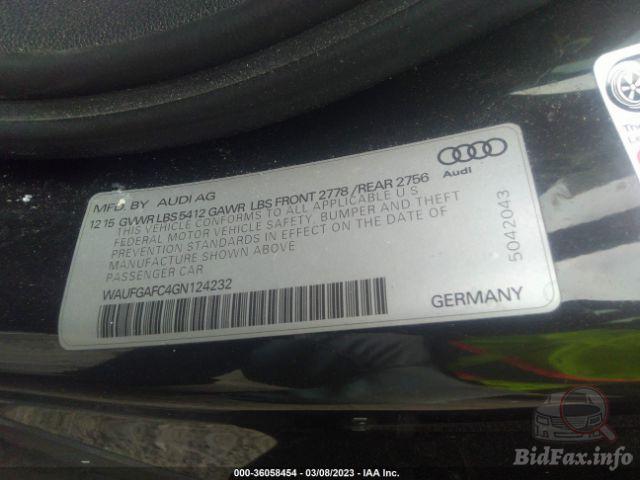 MFD. BY AUDI AG
12 15 GVWR LBS 5412 GAWR LBS FRONT 2778 / REAR 2756
THIS VEHICLE CONFORMS TO ALL APPLICABLE U.S.
FEDERAL MOTOR VEHICLE SAFETY, BUMPER AND THEFT
PREVENTION STANDARDS IN EFFECT ON THE DATE OF
MANUFACTURE SHOWN ABOVE
PASSENGER CAR
WAUFGAFC4GN124232
Audi
5042043
GERMANY
000-36058454 - 03/08/2023 - IAA Inc.
BidFax.info